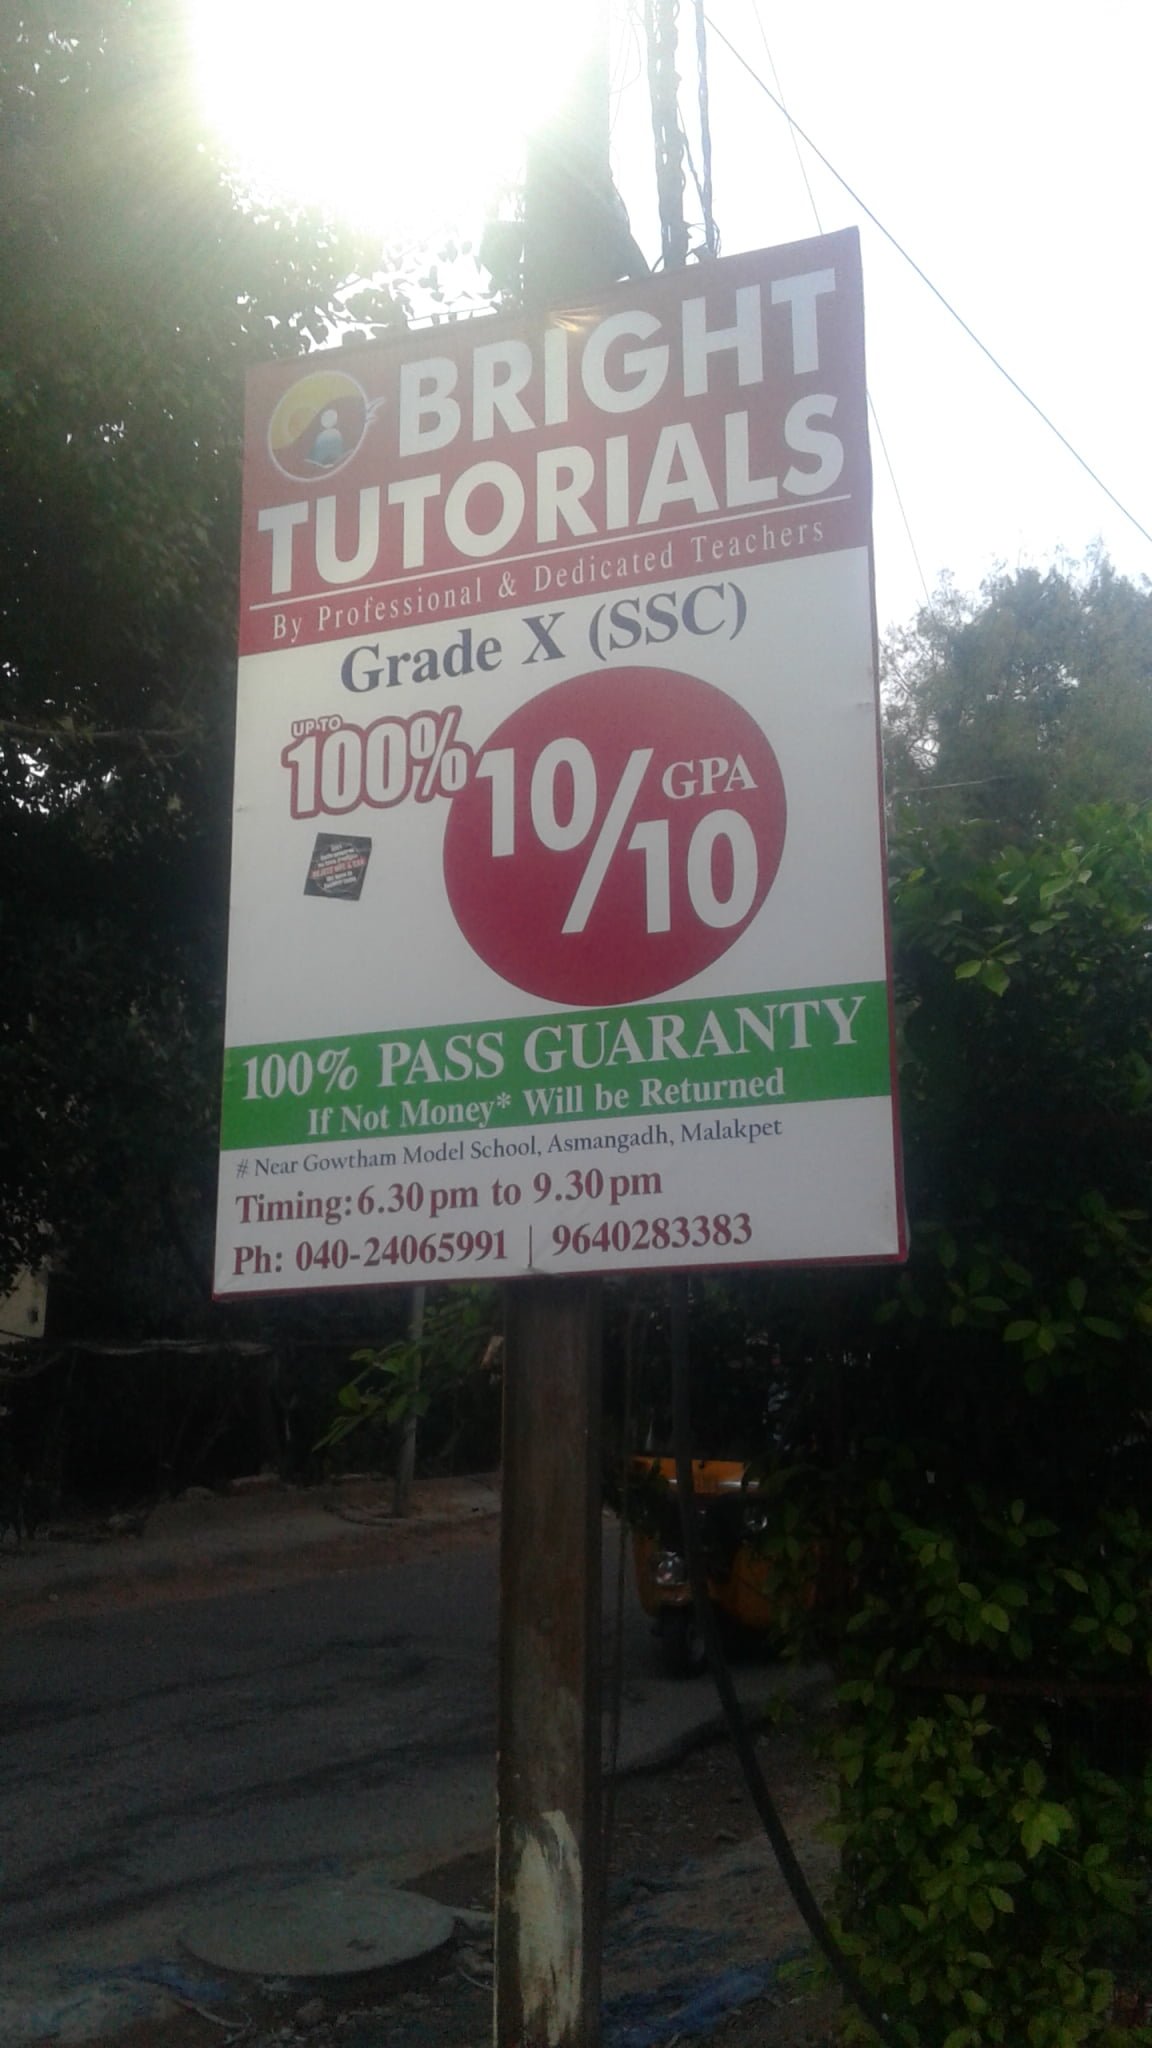 BRIGHT
TUTORIALS
By Professional & Dedicated Teachers
Grade X (SSC)
UP TO
100%
10/10 GPA
100% PASS GUARANTY
If Not Money* Will be Returned
# Near Gowtham Model School, Asmangadh, Malakpet
Timing: 6.30 pm to 9.30 pm
Ph: 040-24065991 | 9640283383